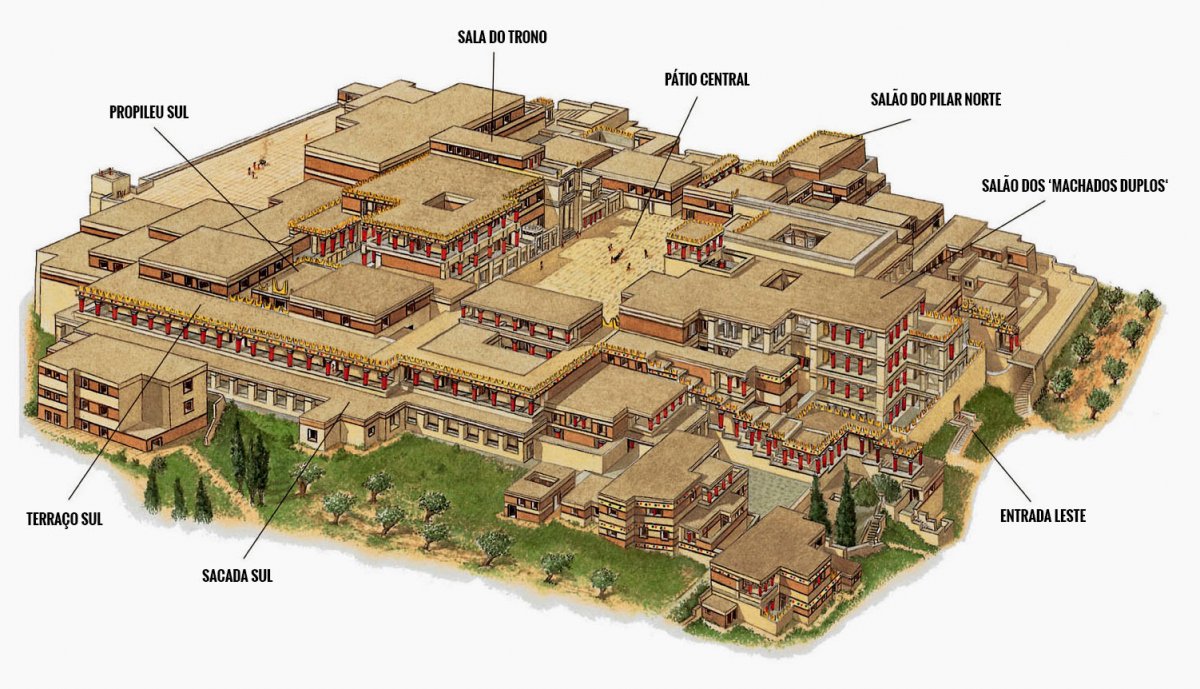 SALA DO TRONO
PÁTIO CENTRAL
PROPILEU SUL
SALÃO DO PILAR NORTE
SALÃO DOS ‘MACHADOS DUPLOS‘
TERRAÇO SUL
ENTRADA LESTE
SACADA SUL